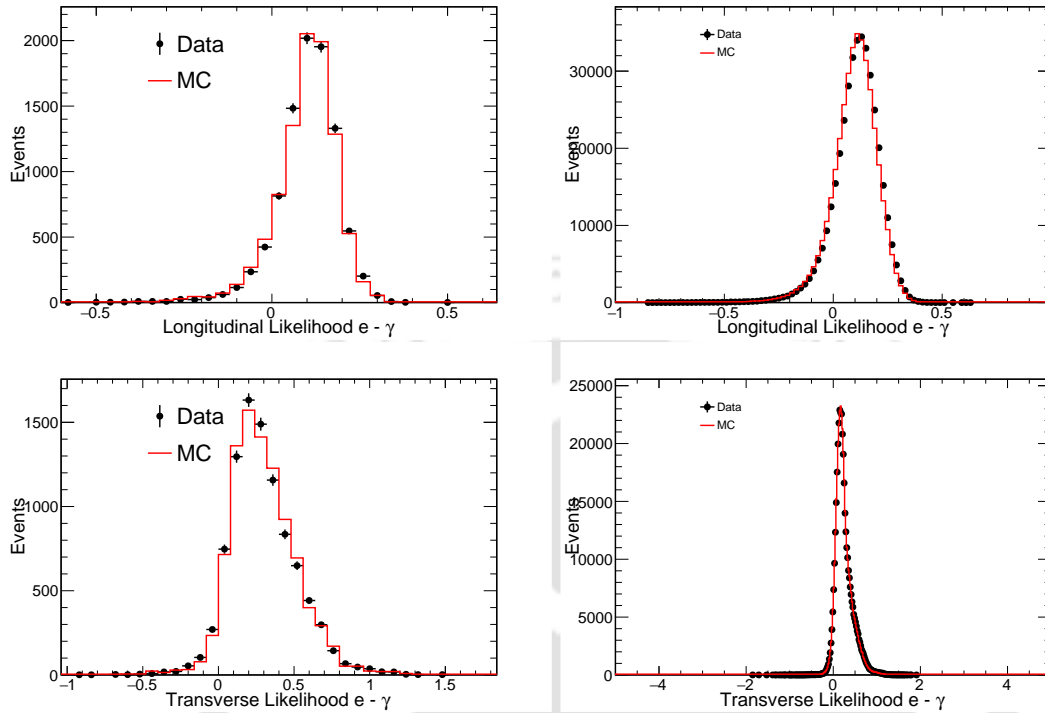 Events
2000
1500
1000
500
0
Data
MC
−0.5 0 0.5
Longitudinal Likelihood e - γ
Events
30000
20000
10000
0
Data
MC
−1 −0.5 0 0.5 1
Longitudinal Likelihood e - γ
Events
1500
1000
500
0
Data
MC
−1 −0.5 0 0.5 1 1.5
Transverse Likelihood e - γ
Events
25000
20000
15000
10000
5000
0
Data
MC
−4 −2 0 2 4
Transverse Likelihood e - γ